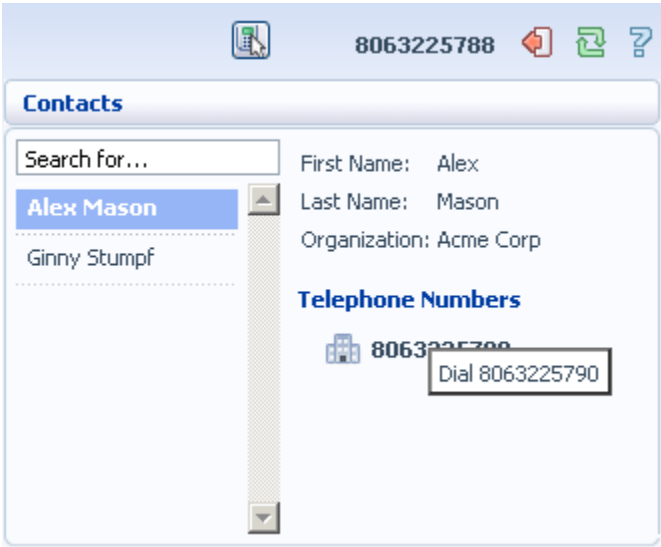 8063225788
Contacts
Search for...
First Name: Alex
Alex Mason
Last Name: Mason
Organization: Acme Corp
Ginny Stumpf
Telephone Numbers
Dial 8063225790